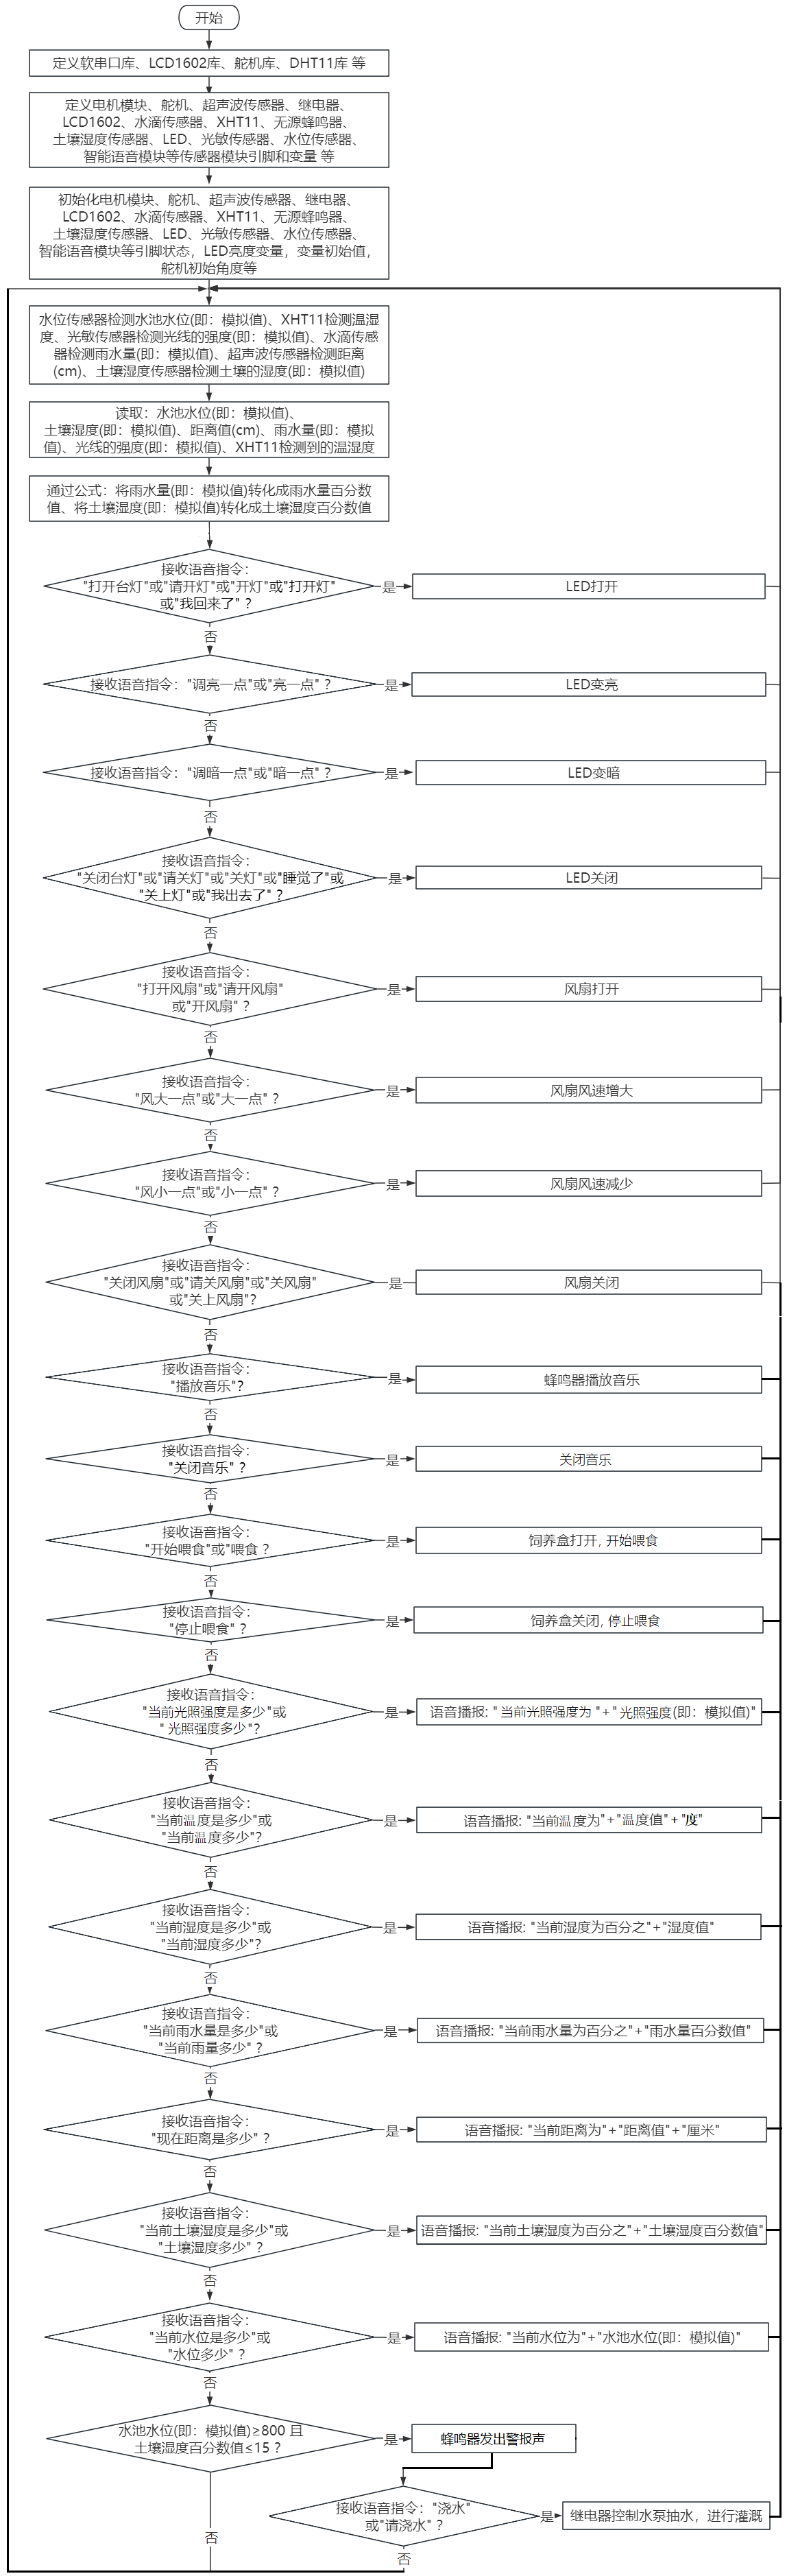 开始
定义软串口库、LCD1602库、舵机库、DHT11库 等
定义电机模块、舵机、超声波传感器、继电器、
LCD1602、水滴传感器、XHT11、无源蜂鸣器、
土壤湿度传感器、LED、光敏传感器、水位传感器、
智能语音模块等传感器模块引脚和变量 等
初始化电机模块、舵机、超声波传感器、继电器、
LCD1602、水滴传感器、XHT11、无源蜂鸣器、
土壤湿度传感器、LED、光敏传感器、水位传感器、
智能语音模块等引脚状态，LED亮度变量，变量初始值，
舵机初始角度等
水位传感器检测水池水位(即：模拟值)、XHT11检测温湿
度、光敏传感器检测光线的强度(即：模拟值)、水滴传感
器检测雨水量(即：模拟值)、超声波传感器检测距离
(cm)、土壤湿度传感器检测土壤的湿度(即：模拟值)
读取：水池水位(即：模拟值)、
土壤湿度(即：模拟值)、距离值(cm)、雨水量(即：模拟
值)、光线的强度(即：模拟值)、XHT11检测到的温湿度
通过公式：将雨水量(即：模拟值)转化成雨水量百分数
值、将土壤湿度(即：模拟值)转化成土壤湿度百分数值
接收语音指令：
"打开台灯"或"请开灯"或"开灯"或"打开灯"
或"我回来了"？
是
LED打开
否
接收语音指令："调亮一点"或"亮一点"？
是
LED变亮
否
接收语音指令："调暗一点"或"暗一点"？
是
LED变暗
否
接收语音指令：
"关闭台灯"或"请关灯"或"关灯"或"睡觉了"或
"关上灯"或"我出去了"？
是
LED关闭
否
接收语音指令：
"打开风扇"或"请开风扇"
或"开风扇"？
是
风扇打开
否
接收语音指令：
"风大一点"或"大一点"？
是
风扇风速增大
否
接收语音指令：
"风小一点"或"小一点"？
是
风扇风速减少
否
接收语音指令：
"关闭风扇"或"请关风扇"或"关风扇"
或"关上风扇"？
是
风扇关闭
否
接收语音指令：
"播放音乐"？
是
蜂鸣器播放音乐
否
接收语音指令：
"关闭音乐"？
是
关闭音乐
否
接收语音指令：
"开始喂食"或"喂食？
是
饲养盒打开, 开始喂食
否
接收语音指令：
"停止喂食"？
是
饲养盒关闭, 停止喂食
否
接收语音指令：
"当前光照强度是多少"或
" 光照强度多少"？
是
语音播报: " 当前光照强度为 "+" 光照强度(即：模拟值)"
否
接收语音指令：
"当前温度是多少"或
"当前温度多少"？
是
语音播报: "当前温度为"+"温度值"+"度"
否
接收语音指令：
"当前湿度是多少"或
"当前湿度多少"？
是
语音播报: "当前湿度为百分之"+"湿度值"
否
接收语音指令：
"当前雨水量是多少"或
"当前雨量多少"？
是
语音播报: "当前雨水量为百分之"+"雨水量百分数值"
否
接收语音指令：
"现在距离是多少"？
是
语音播报: "当前距离为"+"距离值"+"厘米"
否
接收语音指令：
"当前土壤湿度是多少"或
"土壤湿度多少"？
是
语音播报: "当前土壤湿度为百分之"+"土壤湿度百分数值"
否
接收语音指令：
"当前水位是多少"或
"水位多少"？
是
语音播报: "当前水位为"+"水池水位(即：模拟值)"
否
水池水位(即：模拟值)≥800 且
土壤湿度百分数值≤15？
是
蜂鸣器发出警报声
接收语音指令："浇水"
或"请浇水"？
是
继电器控制水泵抽水，进行灌溉
否
否